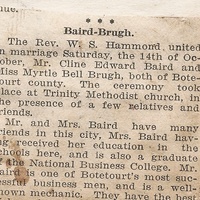 nue.
* * *
Baird-Brugh.
The Rev. W. S. Hammond, united
in marriage Saturday, the 14th of Oc-
tober, Mr. Cline Edward Baird and
Miss Myrtle Bell Brugh, both of Bote-
tourt county. The ceremony took
place at Trinity Methodist church, in
the presence of a few relatives and
friends.
Mr. and Mrs. Baird have many
friends in this city, Mrs. Baird hav-
ing received her education in the
school here, and is also a graduate
National Business College. Mr.
Baird is one of Botetourt's most suc-
cessful business men, and is a well-
known mechanic. They have the best